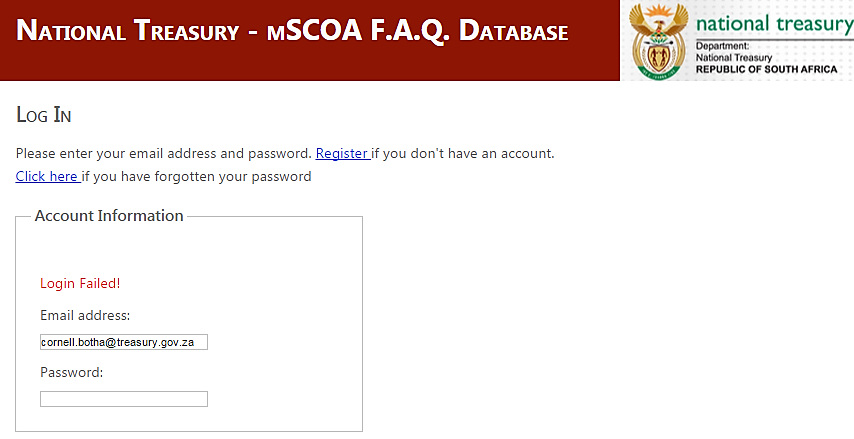 National Treasury - mSCOA F.A.Q. Database
national treasury
Department:
National Treasury
REPUBLIC OF SOUTH AFRICA
Log In
Please enter your email address and password. Register if you don't have an account.
Click here if you have forgotten your password
Account Information
Login Failed!
Email address:
cornell.botha@treasury.gov.za
Password: